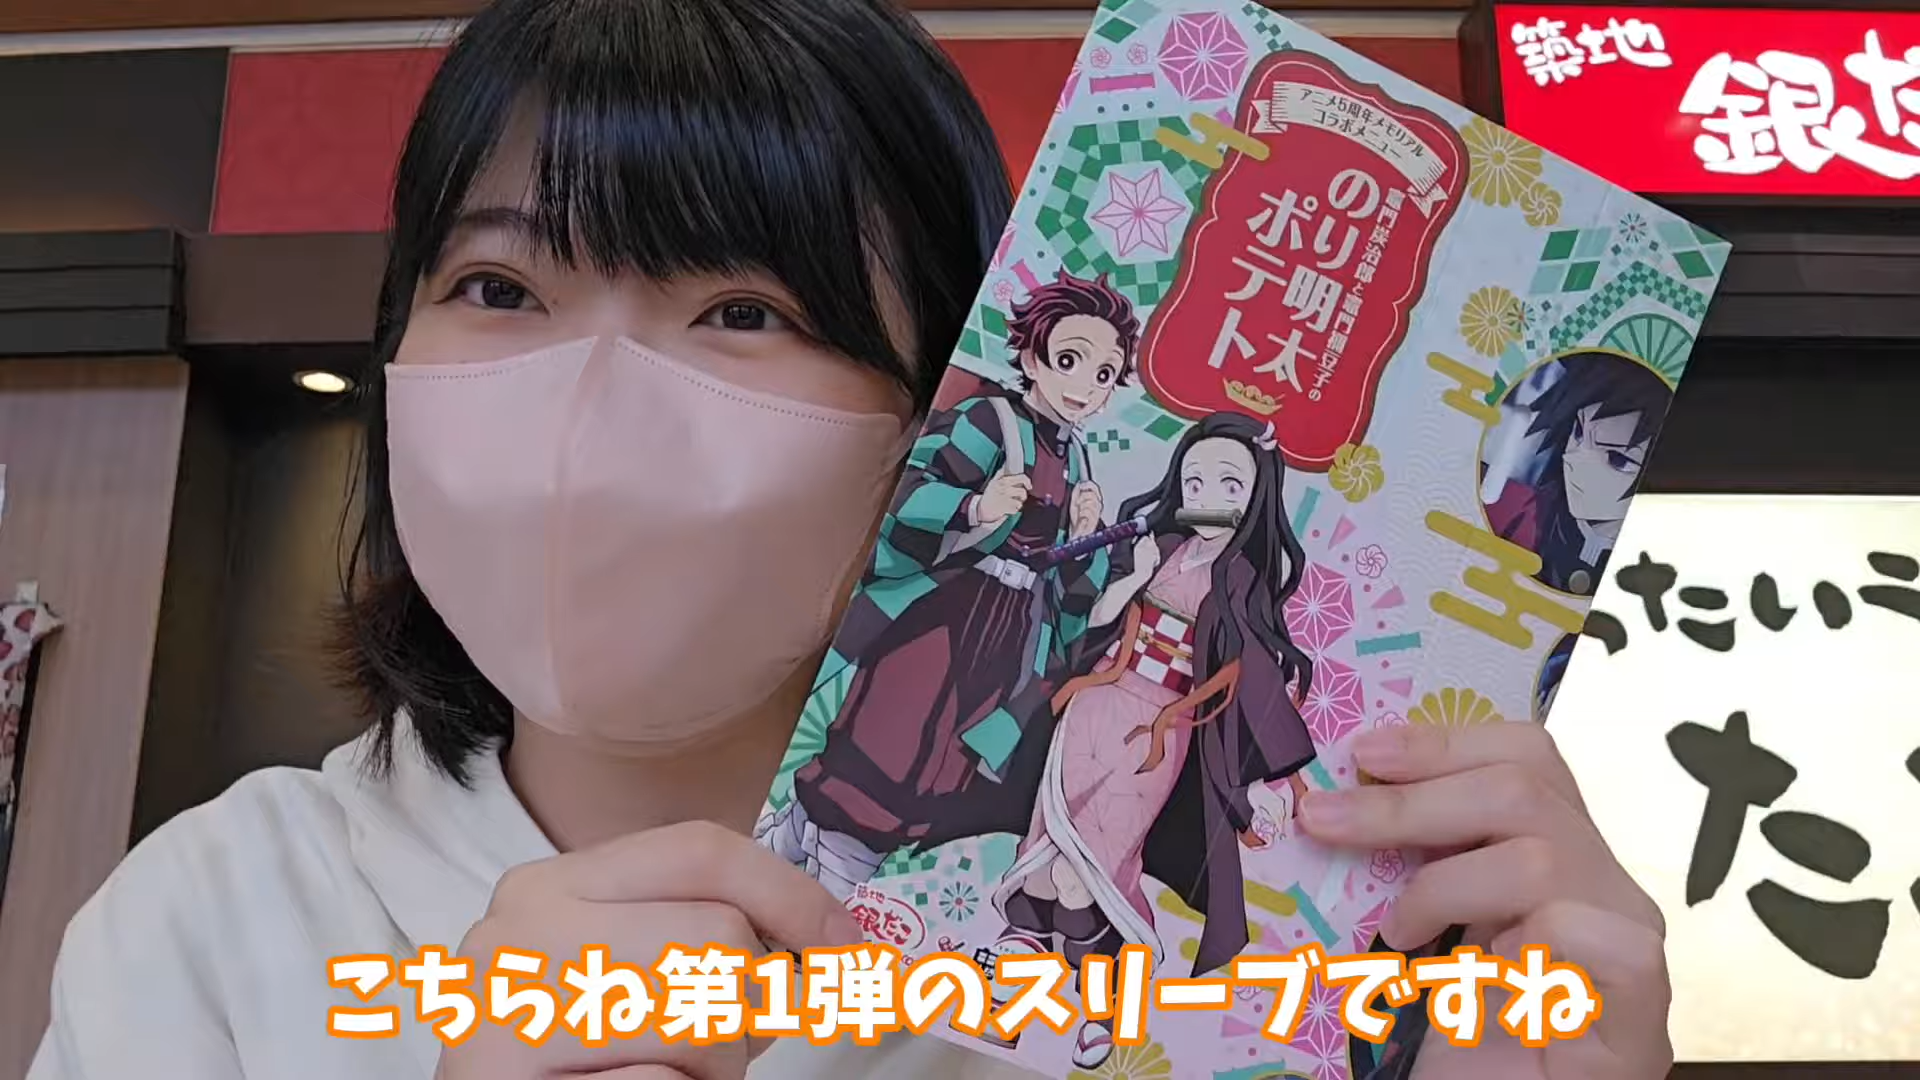 築地
銀だ
アニメ5周年メモリアル
コラボメニュー
竈門炭治郎と竈門禰豆子の
のり明太
ポテト
ったいう
た
築地
銀だこ
こちらね第1弾のスリーブですね